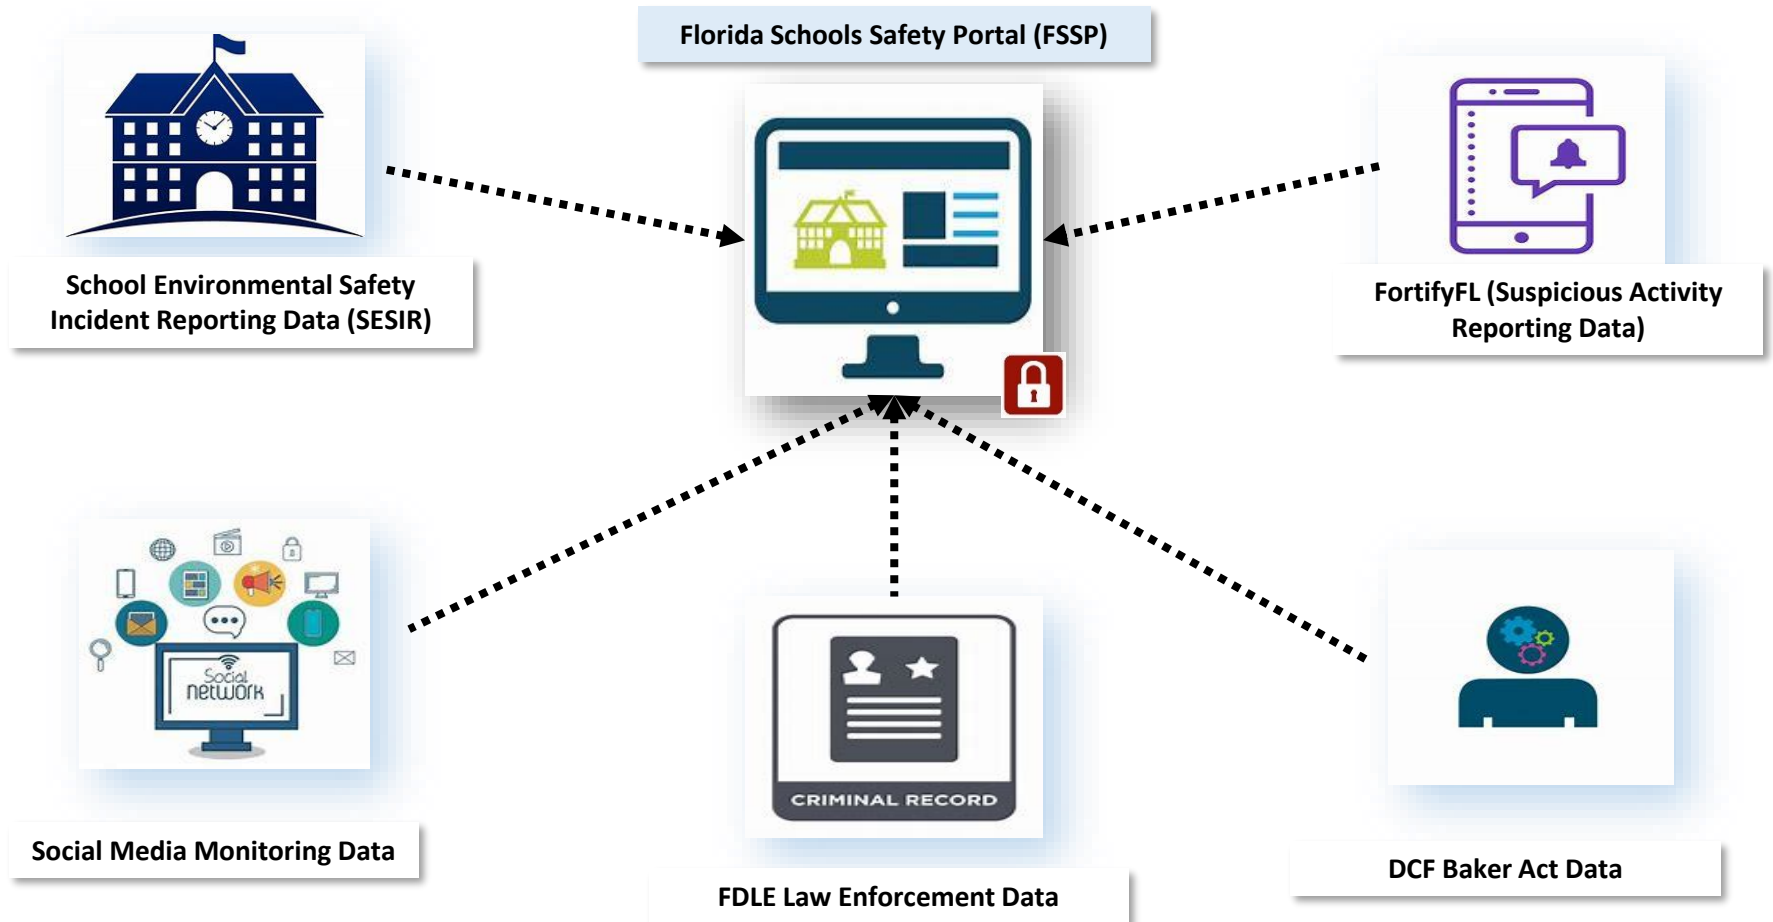 Florida Schools Safety Portal (FSSP)
School Environmental Safety
Incident Reporting Data (SESIR)
FortifyFL (Suspicious Activity
Reporting Data)
Social
network
CRIMINAL RECORD
Social Media Monitoring Data
FDLE Law Enforcement Data
DCF Baker Act Data